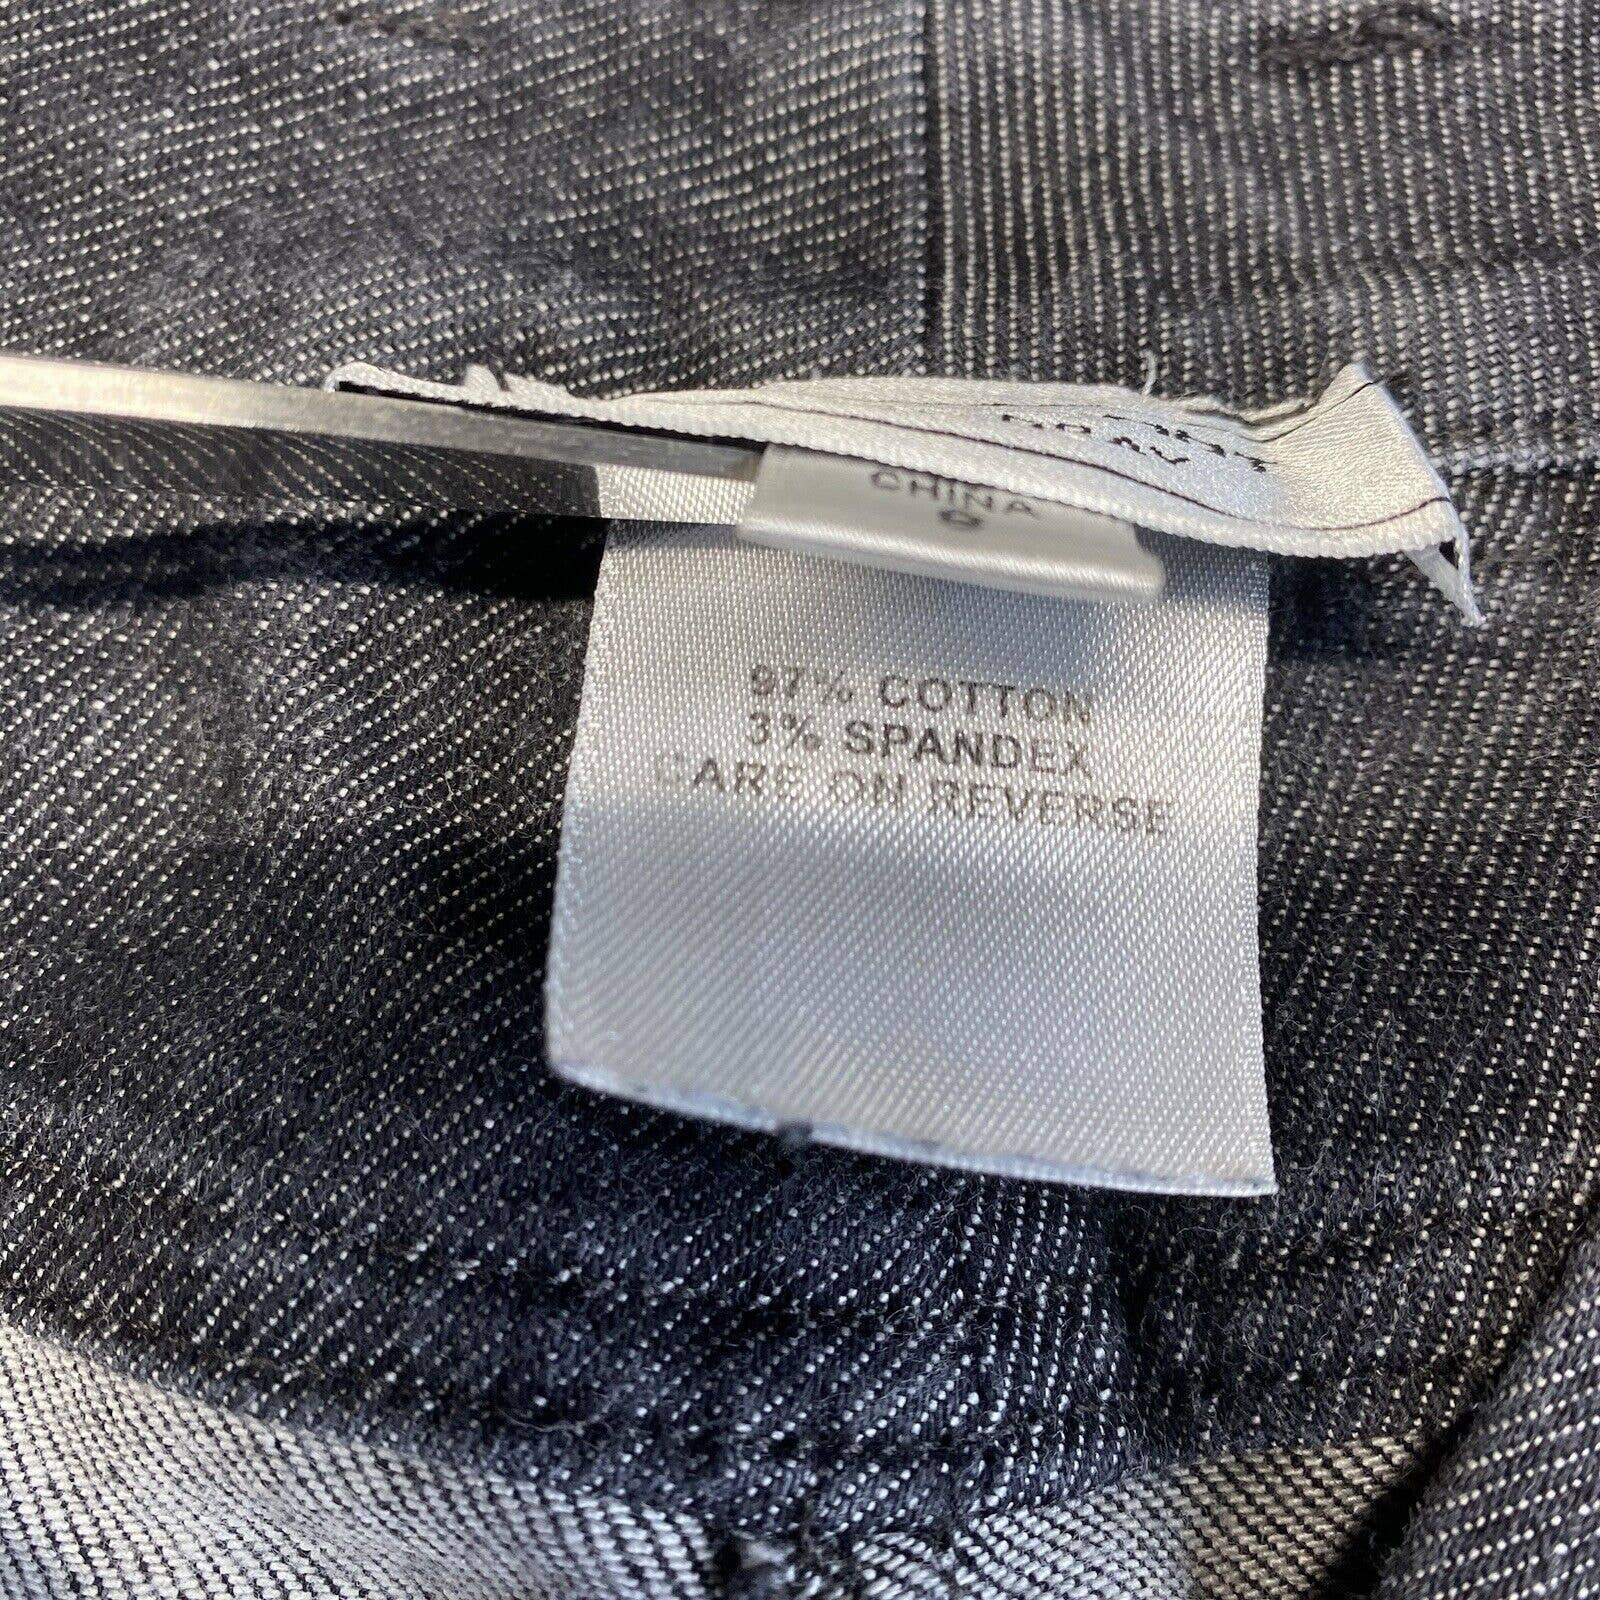 CHINA
97% COTTON
3% SPANDEX
CARE ON REVERSE